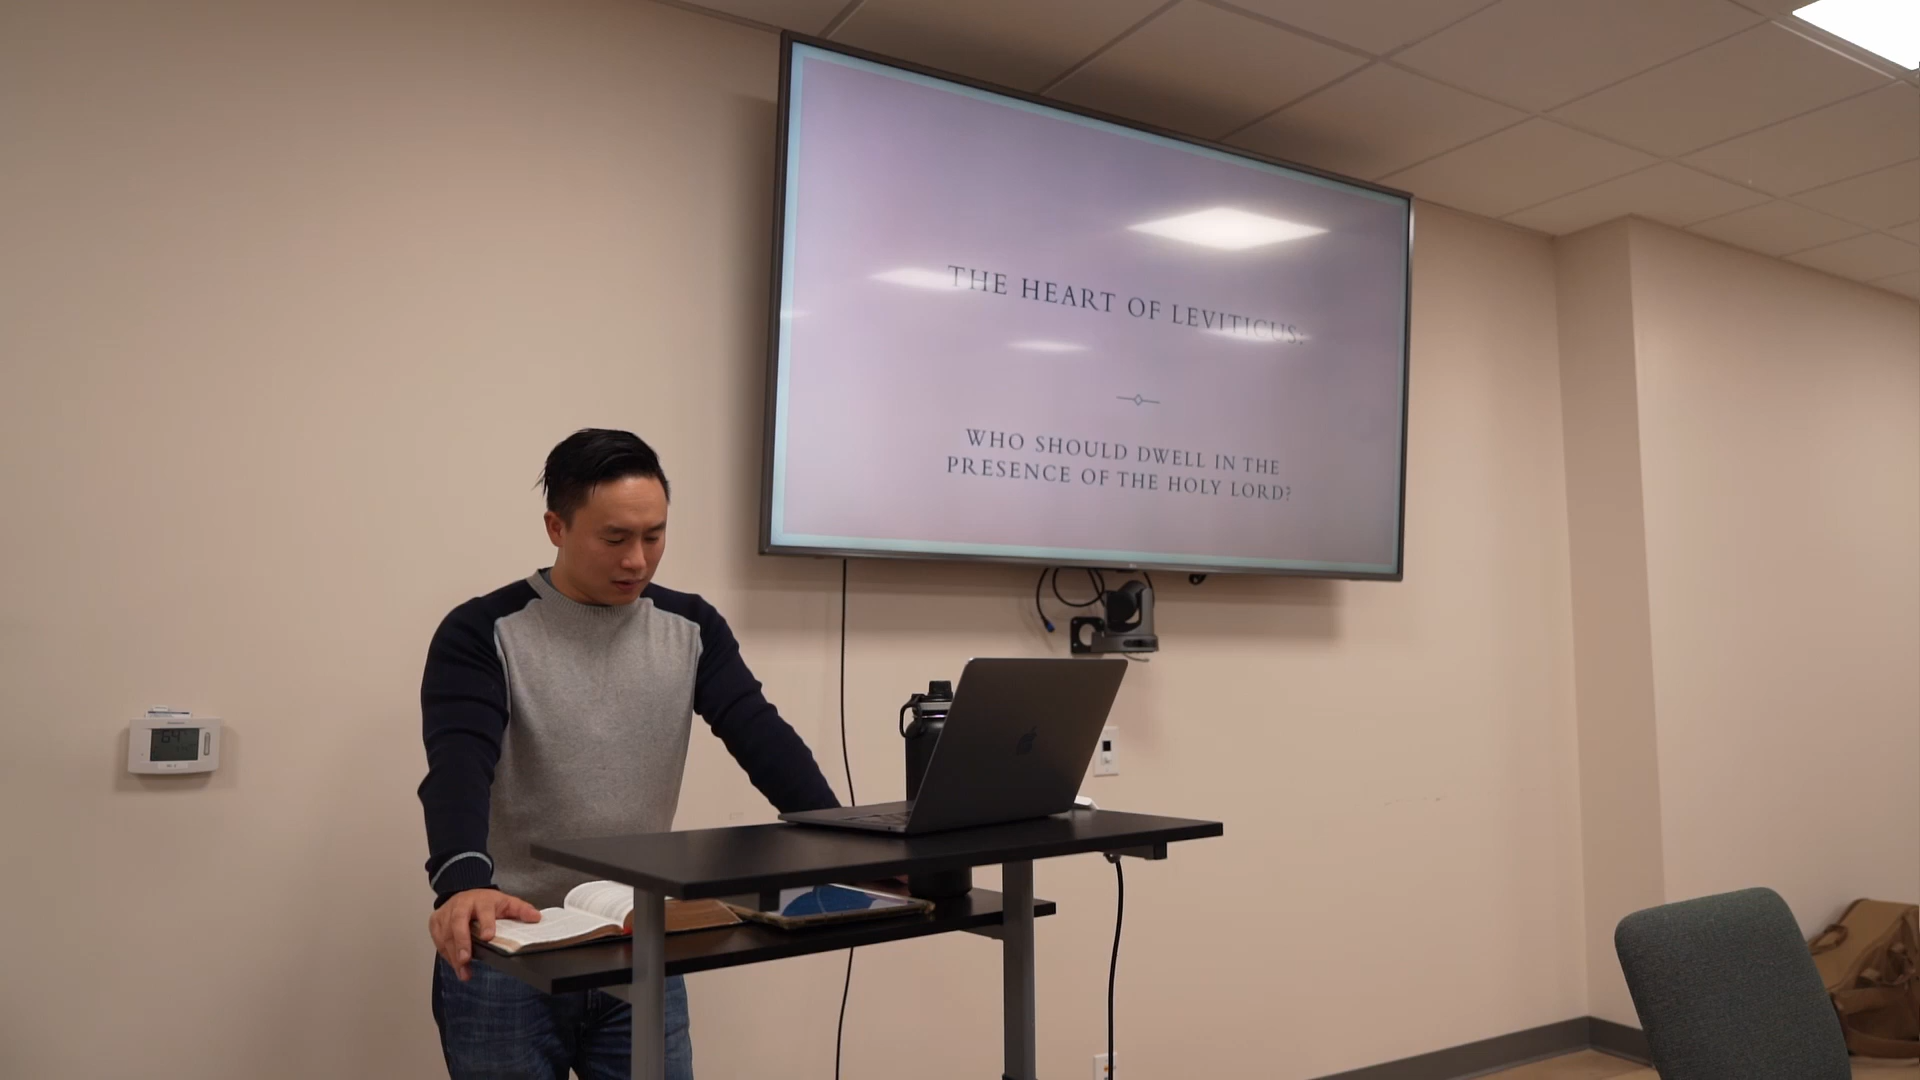 THE HEART OF LEVITICUS:
WHO SHOULD DWELL IN THE
PRESENCE OF THE HOLY LORD?